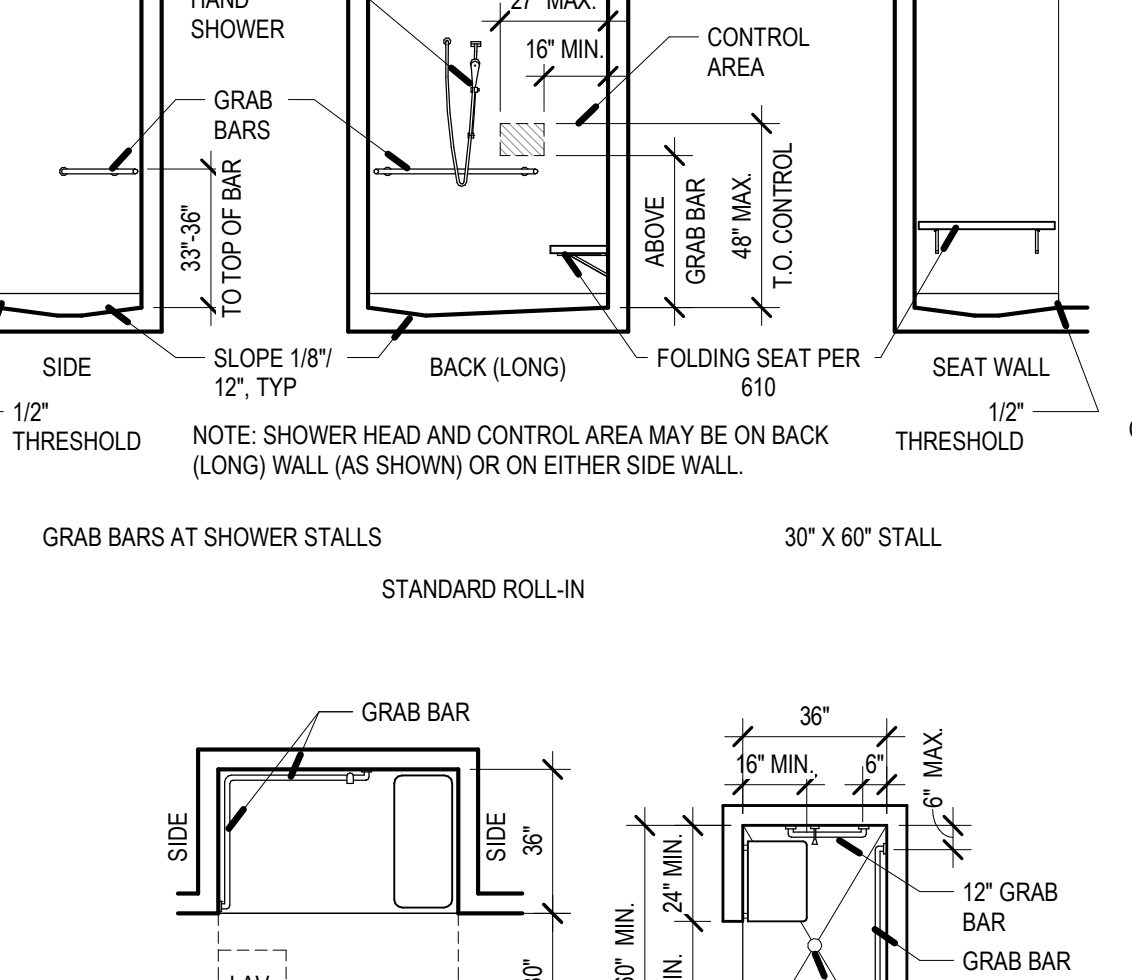 HAND
SHOWER
27" MAX.
16" MIN.
CONTROL
AREA
GRAB
BARS
33"-36"
TO TOP OF BAR
ABOVE
GRAB BAR
48" MAX.
T.O. CONTROL
SIDE
SLOPE 1/8"/
12", TYP
BACK (LONG)
FOLDING SEAT PER
610
SEAT WALL
1/2"
THRESHOLD
1/2"
THRESHOLD
NOTE: SHOWER HEAD AND CONTROL AREA MAY BE ON BACK
(LONG) WALL (AS SHOWN) OR ON EITHER SIDE WALL.
GRAB BARS AT SHOWER STALLS
30" X 60" STALL
STANDARD ROLL-IN
GRAB BAR
SIDE
SIDE
36"
LAV
36"
16" MIN.
6"
6" MAX.
24" MIN.
60" MIN.
12" GRAB
BAR
GRAB BAR